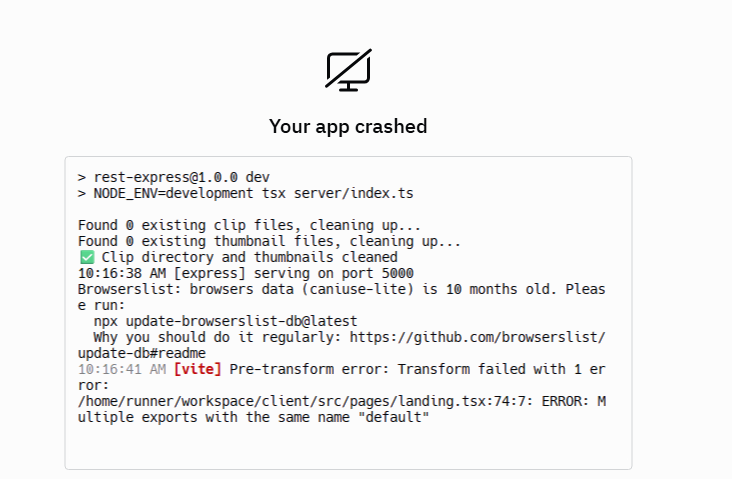 Your app crashed
> rest-express@1.0.0 dev
> NODE_ENV=development tsx server/index.ts
Found 0 existing clip files, cleaning up...
Found 0 existing thumbnail files, cleaning up...
✅ Clip directory and thumbnails cleaned
10:16:38 AM [express] serving on port 5000
Browserslist: browsers data (caniuse-lite) is 10 months old. Pleas
e run:
  npx update-browserslist-db@latest
  Why you should do it regularly: https://github.com/browserslist/
update-db#readme
10:16:41 AM [vite] Pre-transform error: Transform failed with 1 er
ror:
/home/runner/workspace/client/src/pages/landing.tsx:74:7: ERROR: M
ultiple exports with the same name "default"